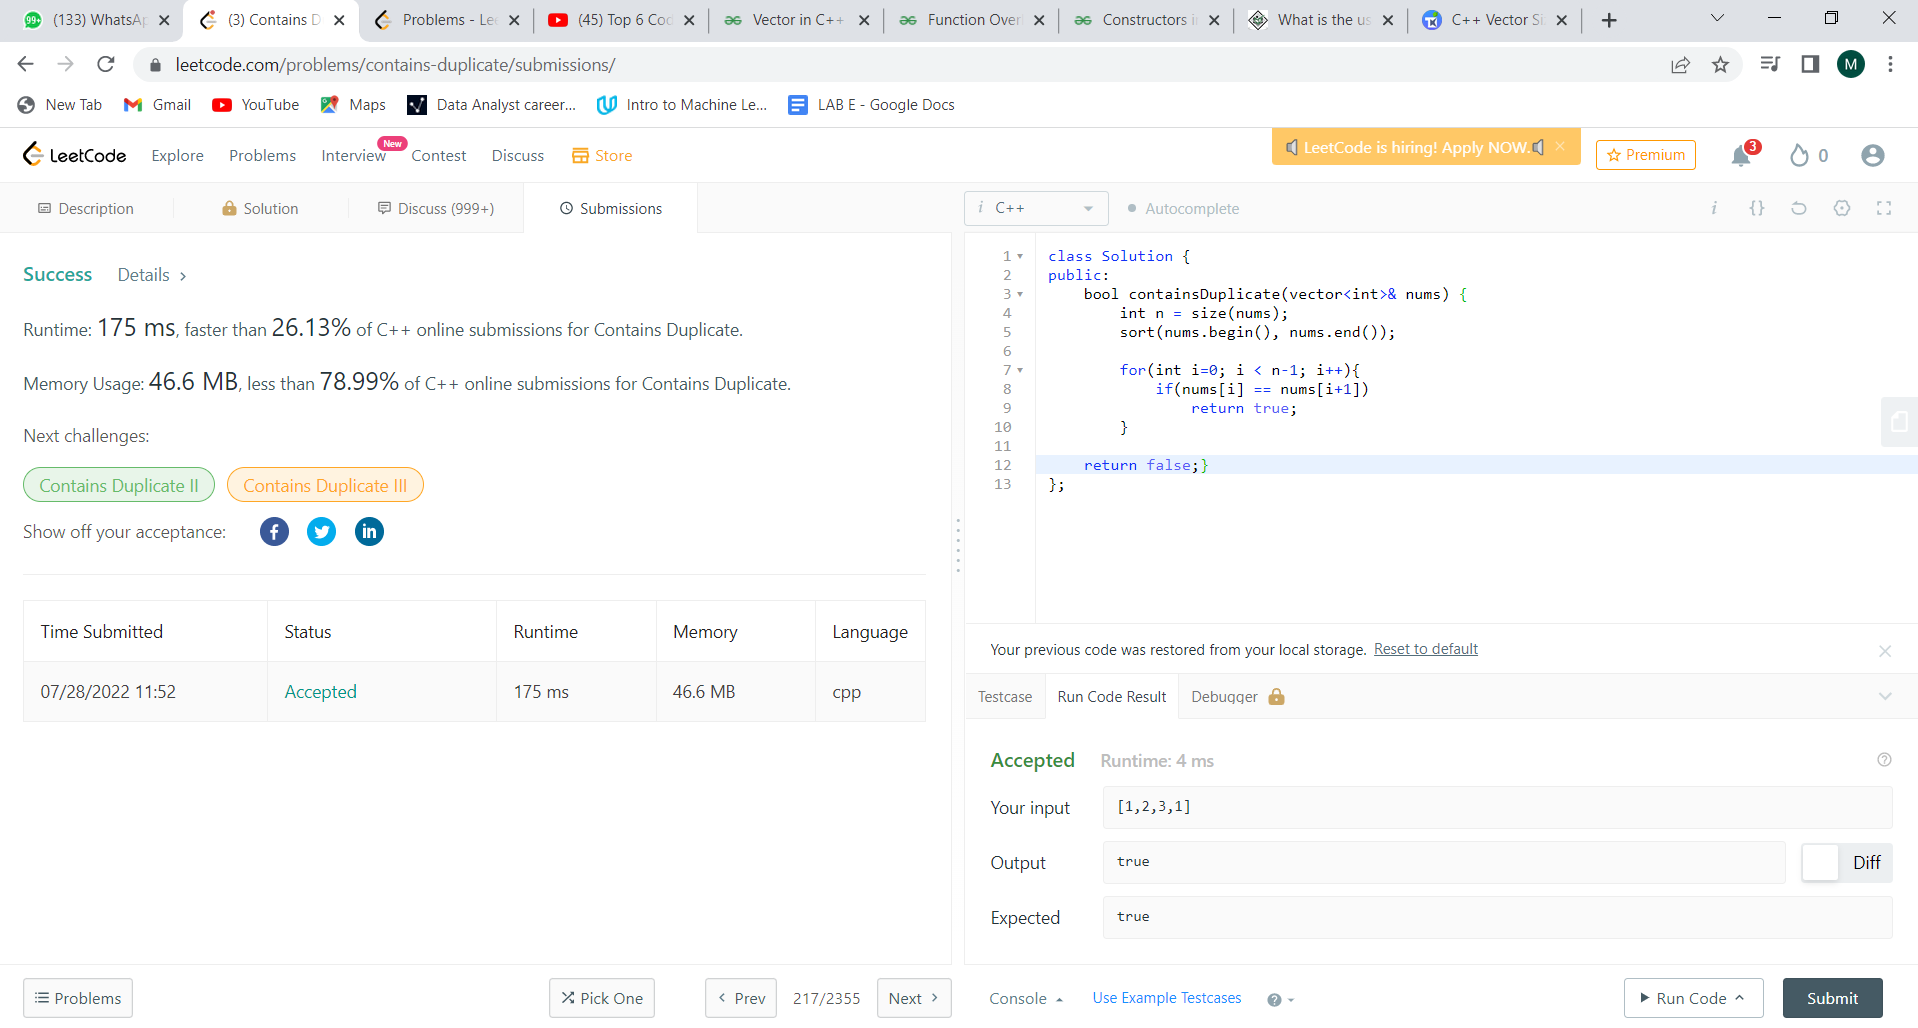 99+ (133) WhatsAp
(3) Contains D
Problems - Lee
(45) Top 6 Cod
Vector in C++
Function Over
Constructors i
What is the us
C++ Vector Si
leetcode.com/problems/contains-duplicate/submissions/
M
New Tab
Gmail
YouTube
Maps
Data Analyst career...
Intro to Machine Le...
LAB E - Google Docs
LeetCode
Explore
Problems
Interview
New
Contest
Discuss
Store
LeetCode is hiring! Apply NOW.
Premium
3
0
Description
Solution
Discuss (999+)
Submissions
i C++
Autocomplete
i {}
Success Details >
Runtime: 175 ms, faster than 26.13% of C++ online submissions for Contains Duplicate.
Memory Usage: 46.6 MB, less than 78.99% of C++ online submissions for Contains Duplicate.
Next challenges:
Contains Duplicate II
Contains Duplicate III
Show off your acceptance:
f
in
Time Submitted Status Runtime Memory Language
07/28/2022 11:52 Accepted 175 ms 46.6 MB cpp
1 class Solution {
2 public:
3 bool containsDuplicate(vector<int>& nums) {
4 int n = size(nums);
5 sort(nums.begin(), nums.end());
6
7 for(int i=0; i < n-1; i++){
8 if(nums[i] == nums[i+1])
9 return true;
10 }
11
12 return false;}
13 };
Your previous code was restored from your local storage. Reset to default
Testcase Run Code Result Debugger
Accepted Runtime: 4 ms
Your input [1,2,3,1]
Output true Diff
Expected true
Problems
Pick One
< Prev
217/2355
Next >
Console
Use Example Testcases
?
Run Code
Submit